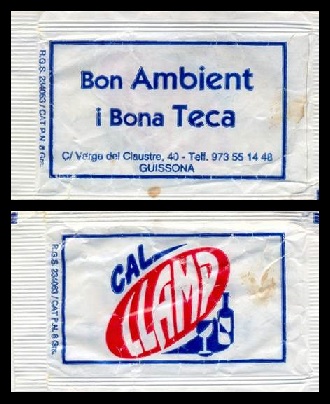 Bon Ambient
i Bona Teca
C/ Verge del Claustre, 40 - Telf. 973 55 14 48
GUISSONA
CAL
LLAMP